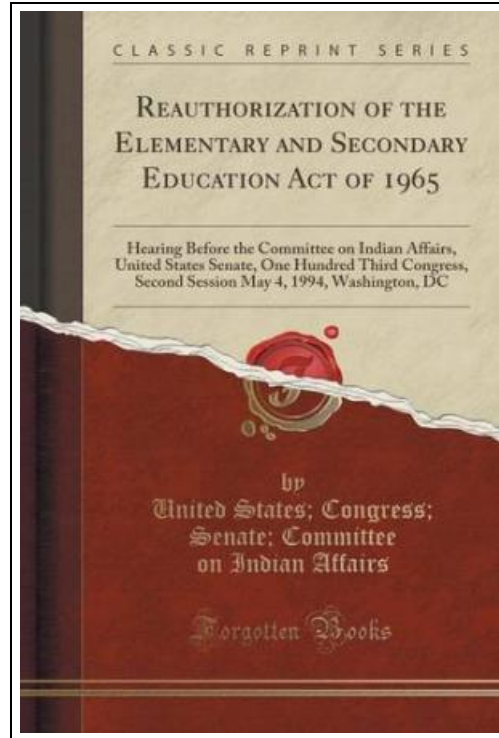 CLASSIC REPRINT SERIES
REAUTHORIZATION OF THE
ELEMENTARY AND SECONDARY
EDUCATION ACT OF 1965
Hearing Before the Committee on Indian Affairs,
United States Senate, One Hundred Third Congress,
Second Session May 4, 1994, Washington, DC
by
United States; Congress;
Senate; Committee
on Indian Affairs
Forgotten Books